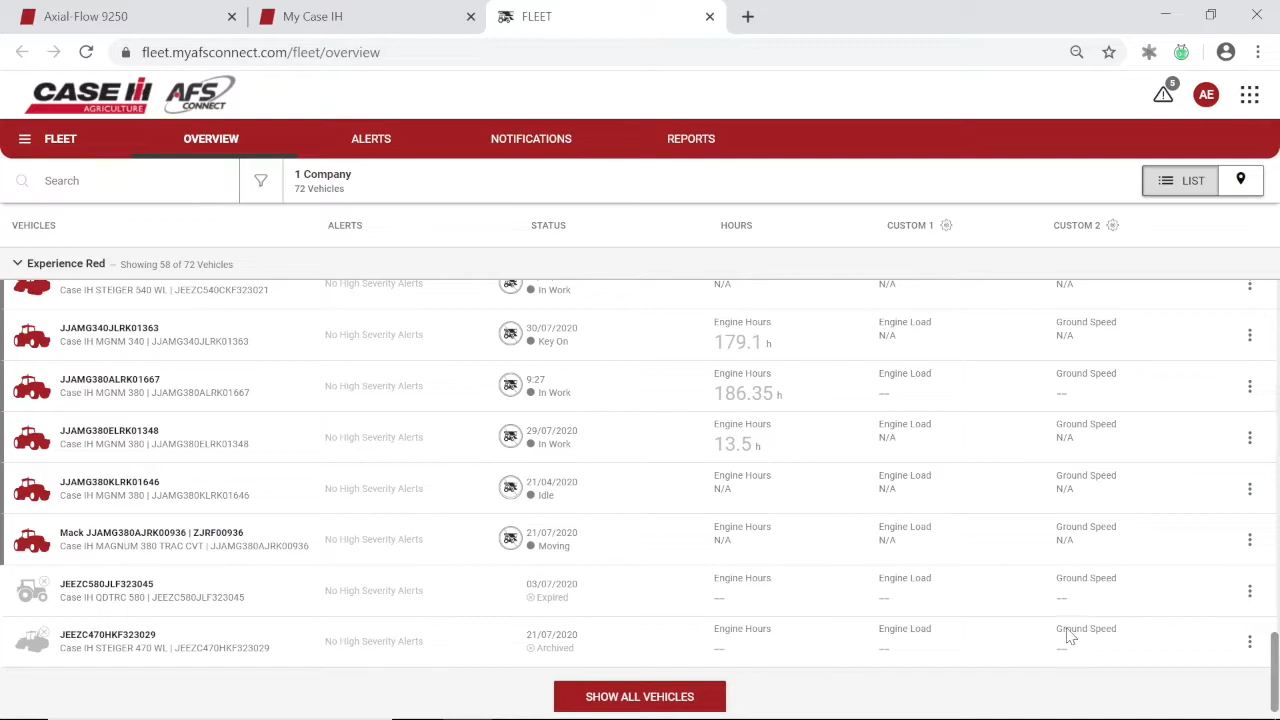 Axial-Flow 9250
My Case IH
FLEET
fleet.myafsconnect.com/fleet/overview
CASE IH
AGRICULTURE
AFS
CONNECT
5
AE
FLEET
OVERVIEW
ALERTS
NOTIFICATIONS
REPORTS
Search
1 Company
72 Vehicles
LIST
VEHICLES
ALERTS
STATUS
HOURS
CUSTOM 1
CUSTOM 2
Experience Red – Showing 58 of 72 Vehicles
Case IH STEIGER 540 WL | JEEZC540CKF323021
No High Severity Alerts
In Work
N/A
N/A
N/A
JJAMG340JLRK01363
Case IH MGNM 340 | JJAMG340JLRK01363
No High Severity Alerts
30/07/2020
Key On
Engine Hours
179.1 h
Engine Load
N/A
Ground Speed
N/A
JJAMG380ALRK01667
Case IH MGNM 380 | JJAMG380ALRK01667
No High Severity Alerts
9:27
In Work
Engine Hours
186.35 h
Engine Load
––
Ground Speed
––
JJAMG380ELRK01348
Case IH MGNM 380 | JJAMG380ELRK01348
No High Severity Alerts
29/07/2020
In Work
Engine Hours
13.5 h
Engine Load
N/A
Ground Speed
N/A
JJAMG380KLRK01646
Case IH MGNM 380 | JJAMG380KLRK01646
No High Severity Alerts
21/04/2020
Idle
Engine Hours
N/A
Engine Load
N/A
Ground Speed
N/A
Mack JJAMG380AJRK00936 | ZJRF00936
Case IH MAGNUM 380 TRAC CVT | JJAMG380AJRK00936
No High Severity Alerts
21/07/2020
Moving
Engine Hours
N/A
Engine Load
N/A
Ground Speed
N/A
JEEZC580JLF323045
Case IH QDTRC 580 | JEEZC580JLF323045
No High Severity Alerts
03/07/2020
Expired
Engine Hours
––
Engine Load
––
Ground Speed
––
JEEZC470HKF323029
Case IH STEIGER 470 WL | JEEZC470HKF323029
No High Severity Alerts
21/07/2020
Archived
Engine Hours
––
Engine Load
––
Ground Speed
––
SHOW ALL VEHICLES